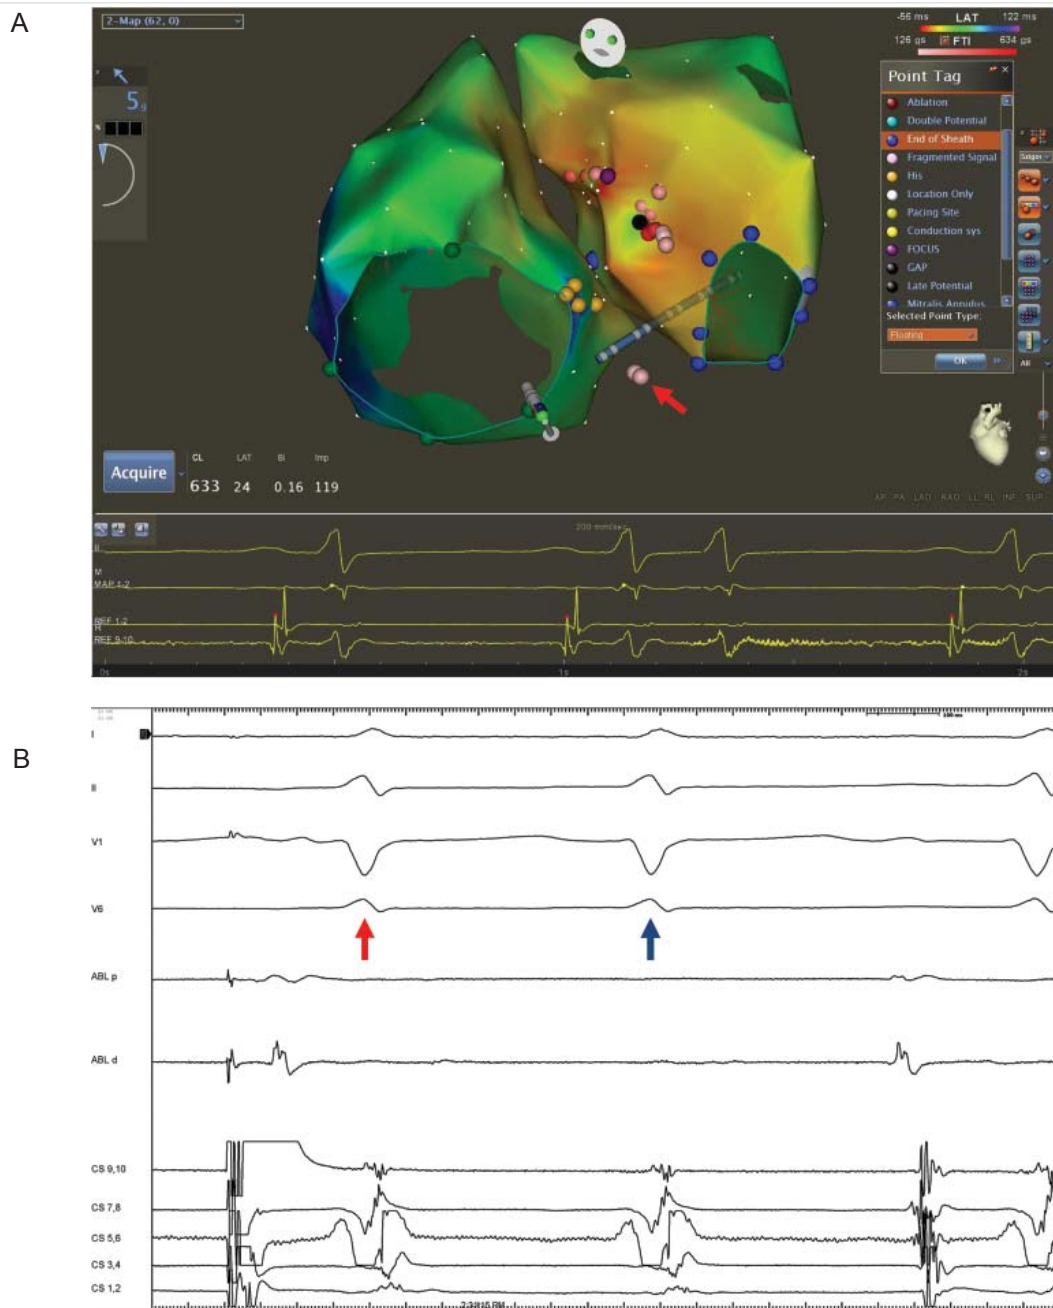 A
2-Map (62, 0)
-56 ms LAT 122 ms
126 gs FTI 634 gs
5 g
Point Tag
Ablation
Double Potential
End of Sheath
Fragmented Signal
His
Location Only
Pacing Site
Conduction sys
FOCUS
GAP
Late Potential
Mitralis Annulus
Selected Point Type:
Floating
OK
All
Acquire
CL LAT Bi Imp
633 24 0.16 119
AP PA LAO RAO LL RL INF SUP
200 mm/sec
II
M
MAP 1-2
REF 1-2
R
REF 9-10
0s 1s 2s
B
100 ms
I
II
V1
V6
ABL p
ABL d
CS 9,10
CS 7,8
CS 5,6
CS 3,4
CS 1,2